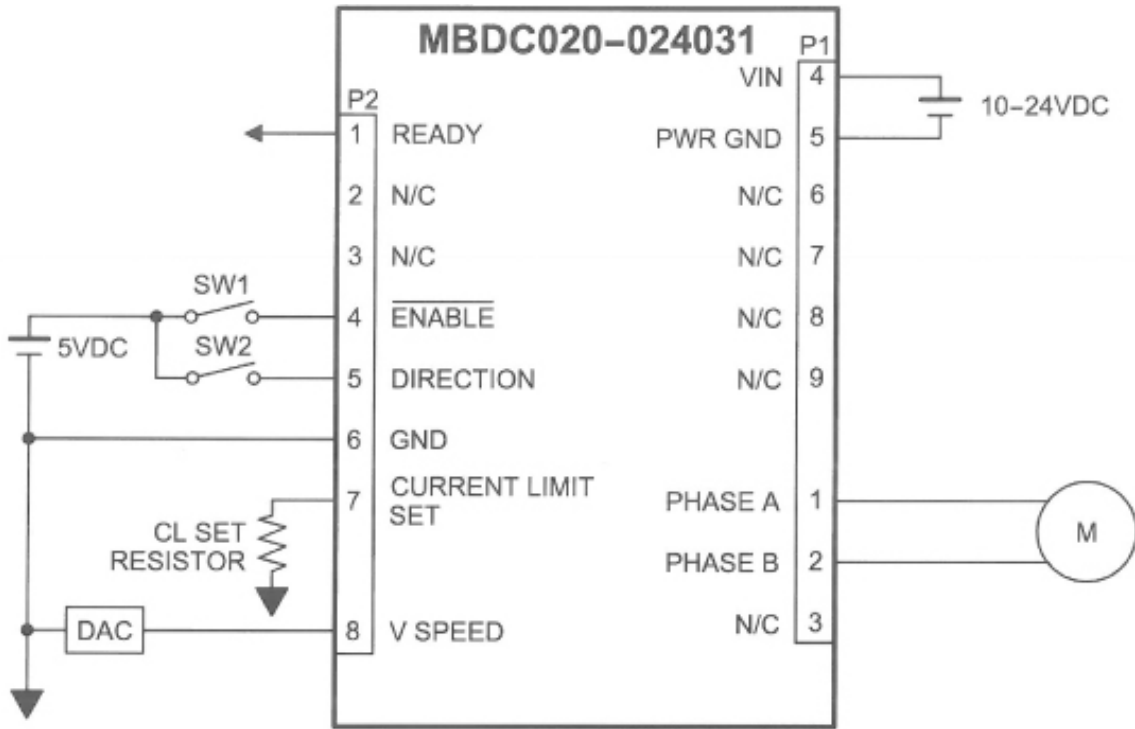 MBDC020-024031
P1
P2
VIN 4
10-24VDC
1 READY
PWR GND 5
2 N/C
N/C 6
3 N/C
N/C 7
SW1
4 ENABLE
N/C 8
5VDC
SW2
5 DIRECTION
N/C 9
6 GND
7 CURRENT LIMIT
SET
PHASE A 1
M
CL SET
RESISTOR
PHASE B 2
DAC
8 V SPEED
N/C 3